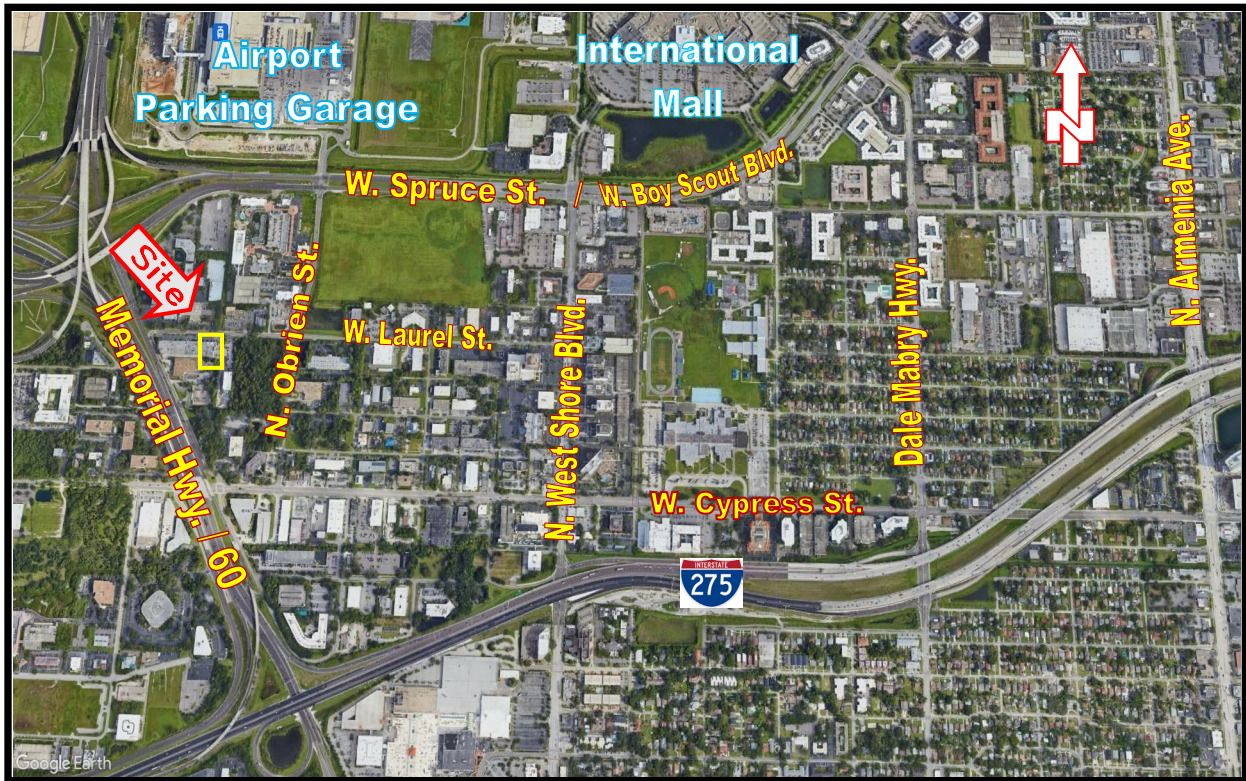 Airport
Parking Garage
International
Mall
N
W. Spruce St. / W. Boy Scout Blvd.
N. Armenia Ave.
Site
N. Obrien St.
Memorial Hwy. / 60
W. Laurel St.
N. West Shore Blvd.
Dale Mabry Hwy.
W. Cypress St.
INTERSTATE
275
Google Earth